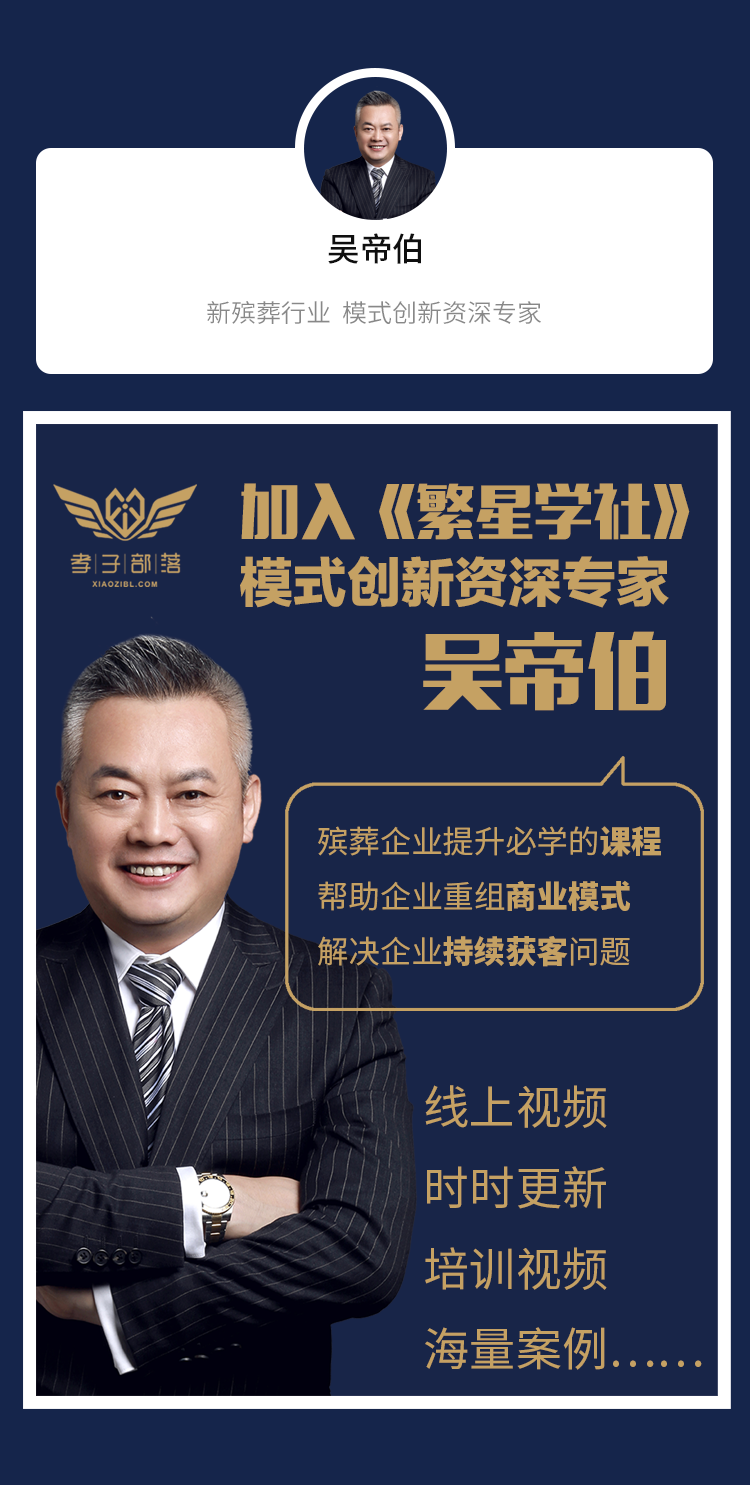 吴帝伯
新殡葬行业 模式创新资深专家
孝子部落
XIAOZIBL.COM
加入《繁星学社》
模式创新资深专家
吴帝伯
殡葬企业提升必学的课程
帮助企业重组商业模式
解决企业持续获客问题
线上视频
时时更新
培训视频
海量案例……